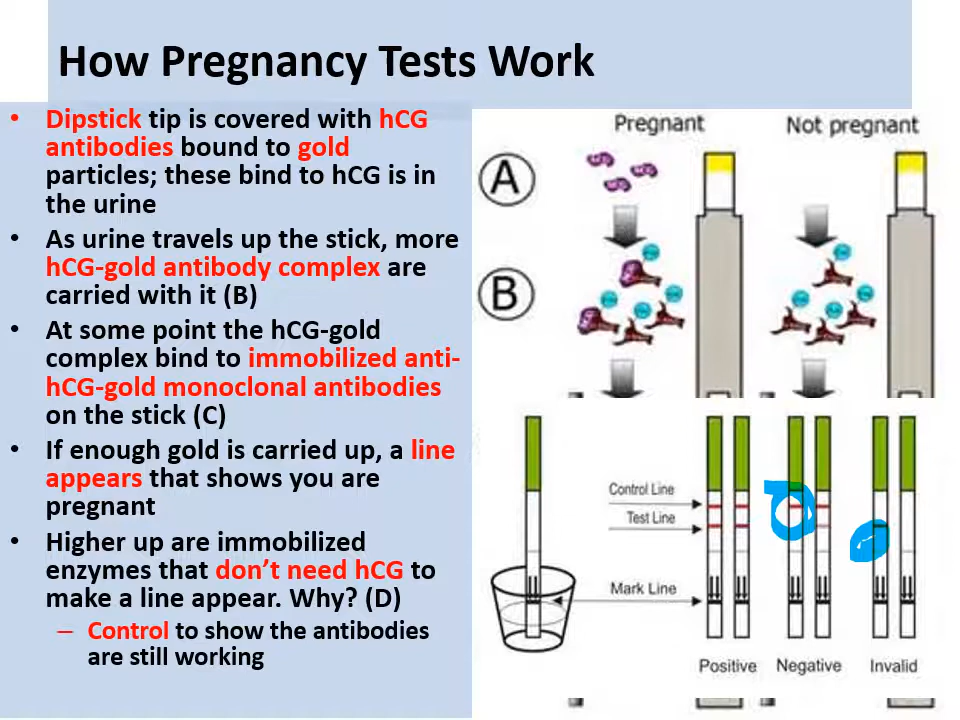 How Pregnancy Tests Work
• Dipstick tip is covered with hCG
antibodies bound to gold
particles; these bind to hCG is in
the urine
• As urine travels up the stick, more
hCG-gold antibody complex are
carried with it (B)
• At some point the hCG-gold
complex bind to immobilized anti-
hCG-gold monoclonal antibodies
on the stick (C)
• If enough gold is carried up, a line
appears that shows you are
pregnant
• Higher up are immobilized
enzymes that don't need hCG to
make a line appear. Why? (D)
– Control to show the antibodies
are still working
Pregnant
Not pregnant
A
B
Control Line
Test Line
Mark Line
Positive
Negative
Invalid